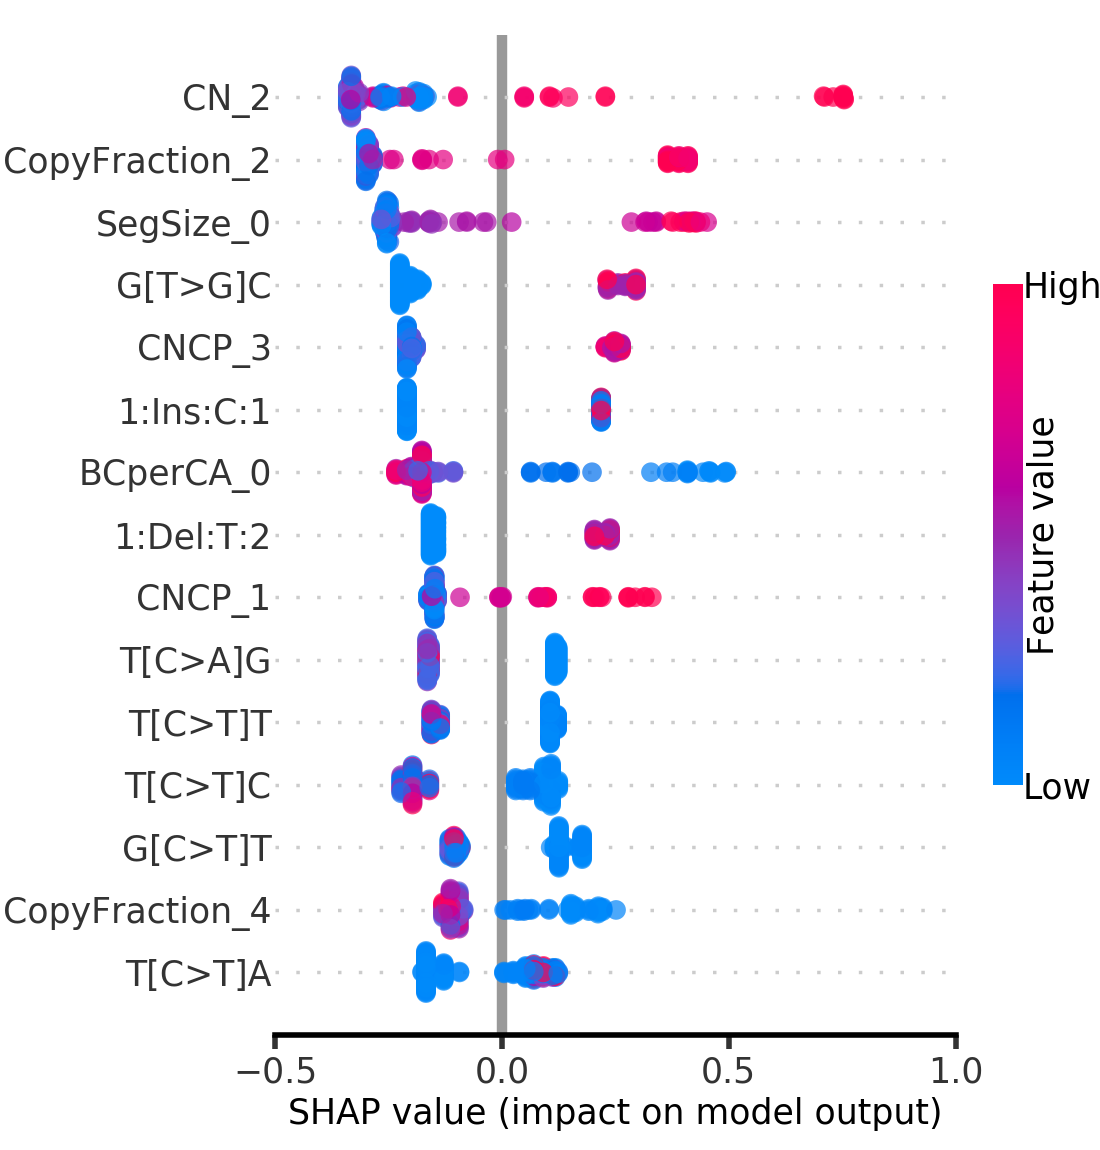 CN_2
CopyFraction_2
SegSize_0
G[T>G]C
CNCP_3
1:Ins:C:1
BCperCA_0
1:Del:T:2
CNCP_1
T[C>A]G
T[C>T]T
T[C>T]C
G[C>T]T
CopyFraction_4
T[C>T]A
−0.5 0.0 0.5 1.0
SHAP value (impact on model output)
High
Feature value
Low